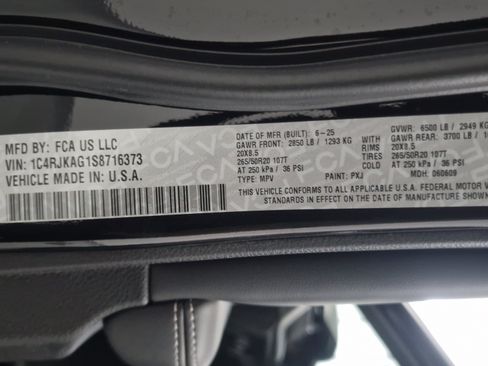 MFD BY: FCA US LLC
VIN: 1C4RJKAG1S8716373
VEHICLE MADE IN: U.S.A.
DATE OF MFR (BUILT): 6-25
GAWR FRONT: 2850 LB / 1293 KG
20X8.5
265/50R20 107T
AT 250 kPa / 36 PSI
TYPE: MPV
PAINT: PXJ
GVWR: 6500 LB / 2949 KG
WITH TIRES
RIMS
COLD
GAWR REAR: 3700 LB /
20X8.5
265/50R20 107T
AT 250 kPa / 36 PSI
MDH: 060609
THIS VEHICLE CONFORMS TO ALL APPLICABLE U.S.A. FEDERAL MOTOR
STANDARDS IN EFFECT ON THE DATE OF MANUFACTURE SHOWN